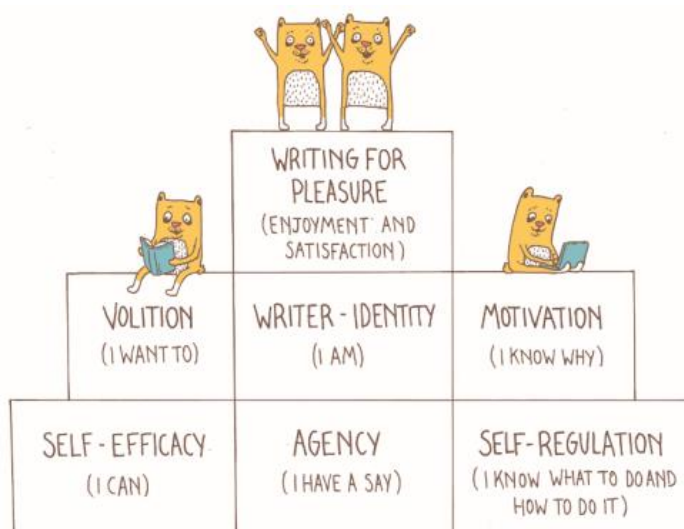 WRITING FOR
PLEASURE
(ENJOYMENT AND
SATISFACTION)
VOLITION
(I WANT TO)
WRITER-IDENTITY
(I AM)
MOTIVATION
(I KNOW WHY)
SELF-EFFICACY
(I CAN)
AGENCY
(I HAVE A SAY)
SELF-REGULATION
(I KNOW WHAT TO DO AND
HOW TO DO IT)